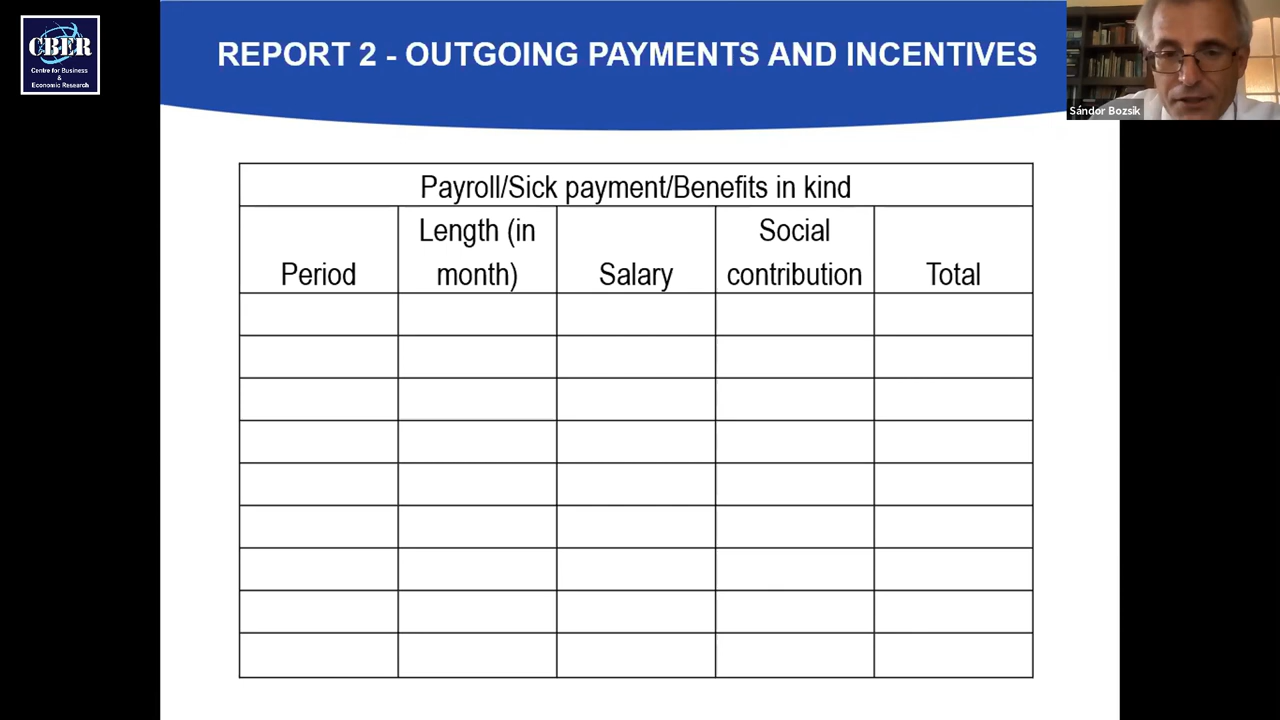 CBER
Centre for Business
&
Economic Research
REPORT 2 - OUTGOING PAYMENTS AND INCENTIVES
Sándor Bozsik
Payroll/Sick payment/Benefits in kind
Period
Length (in
month)
Salary
Social
contribution
Total